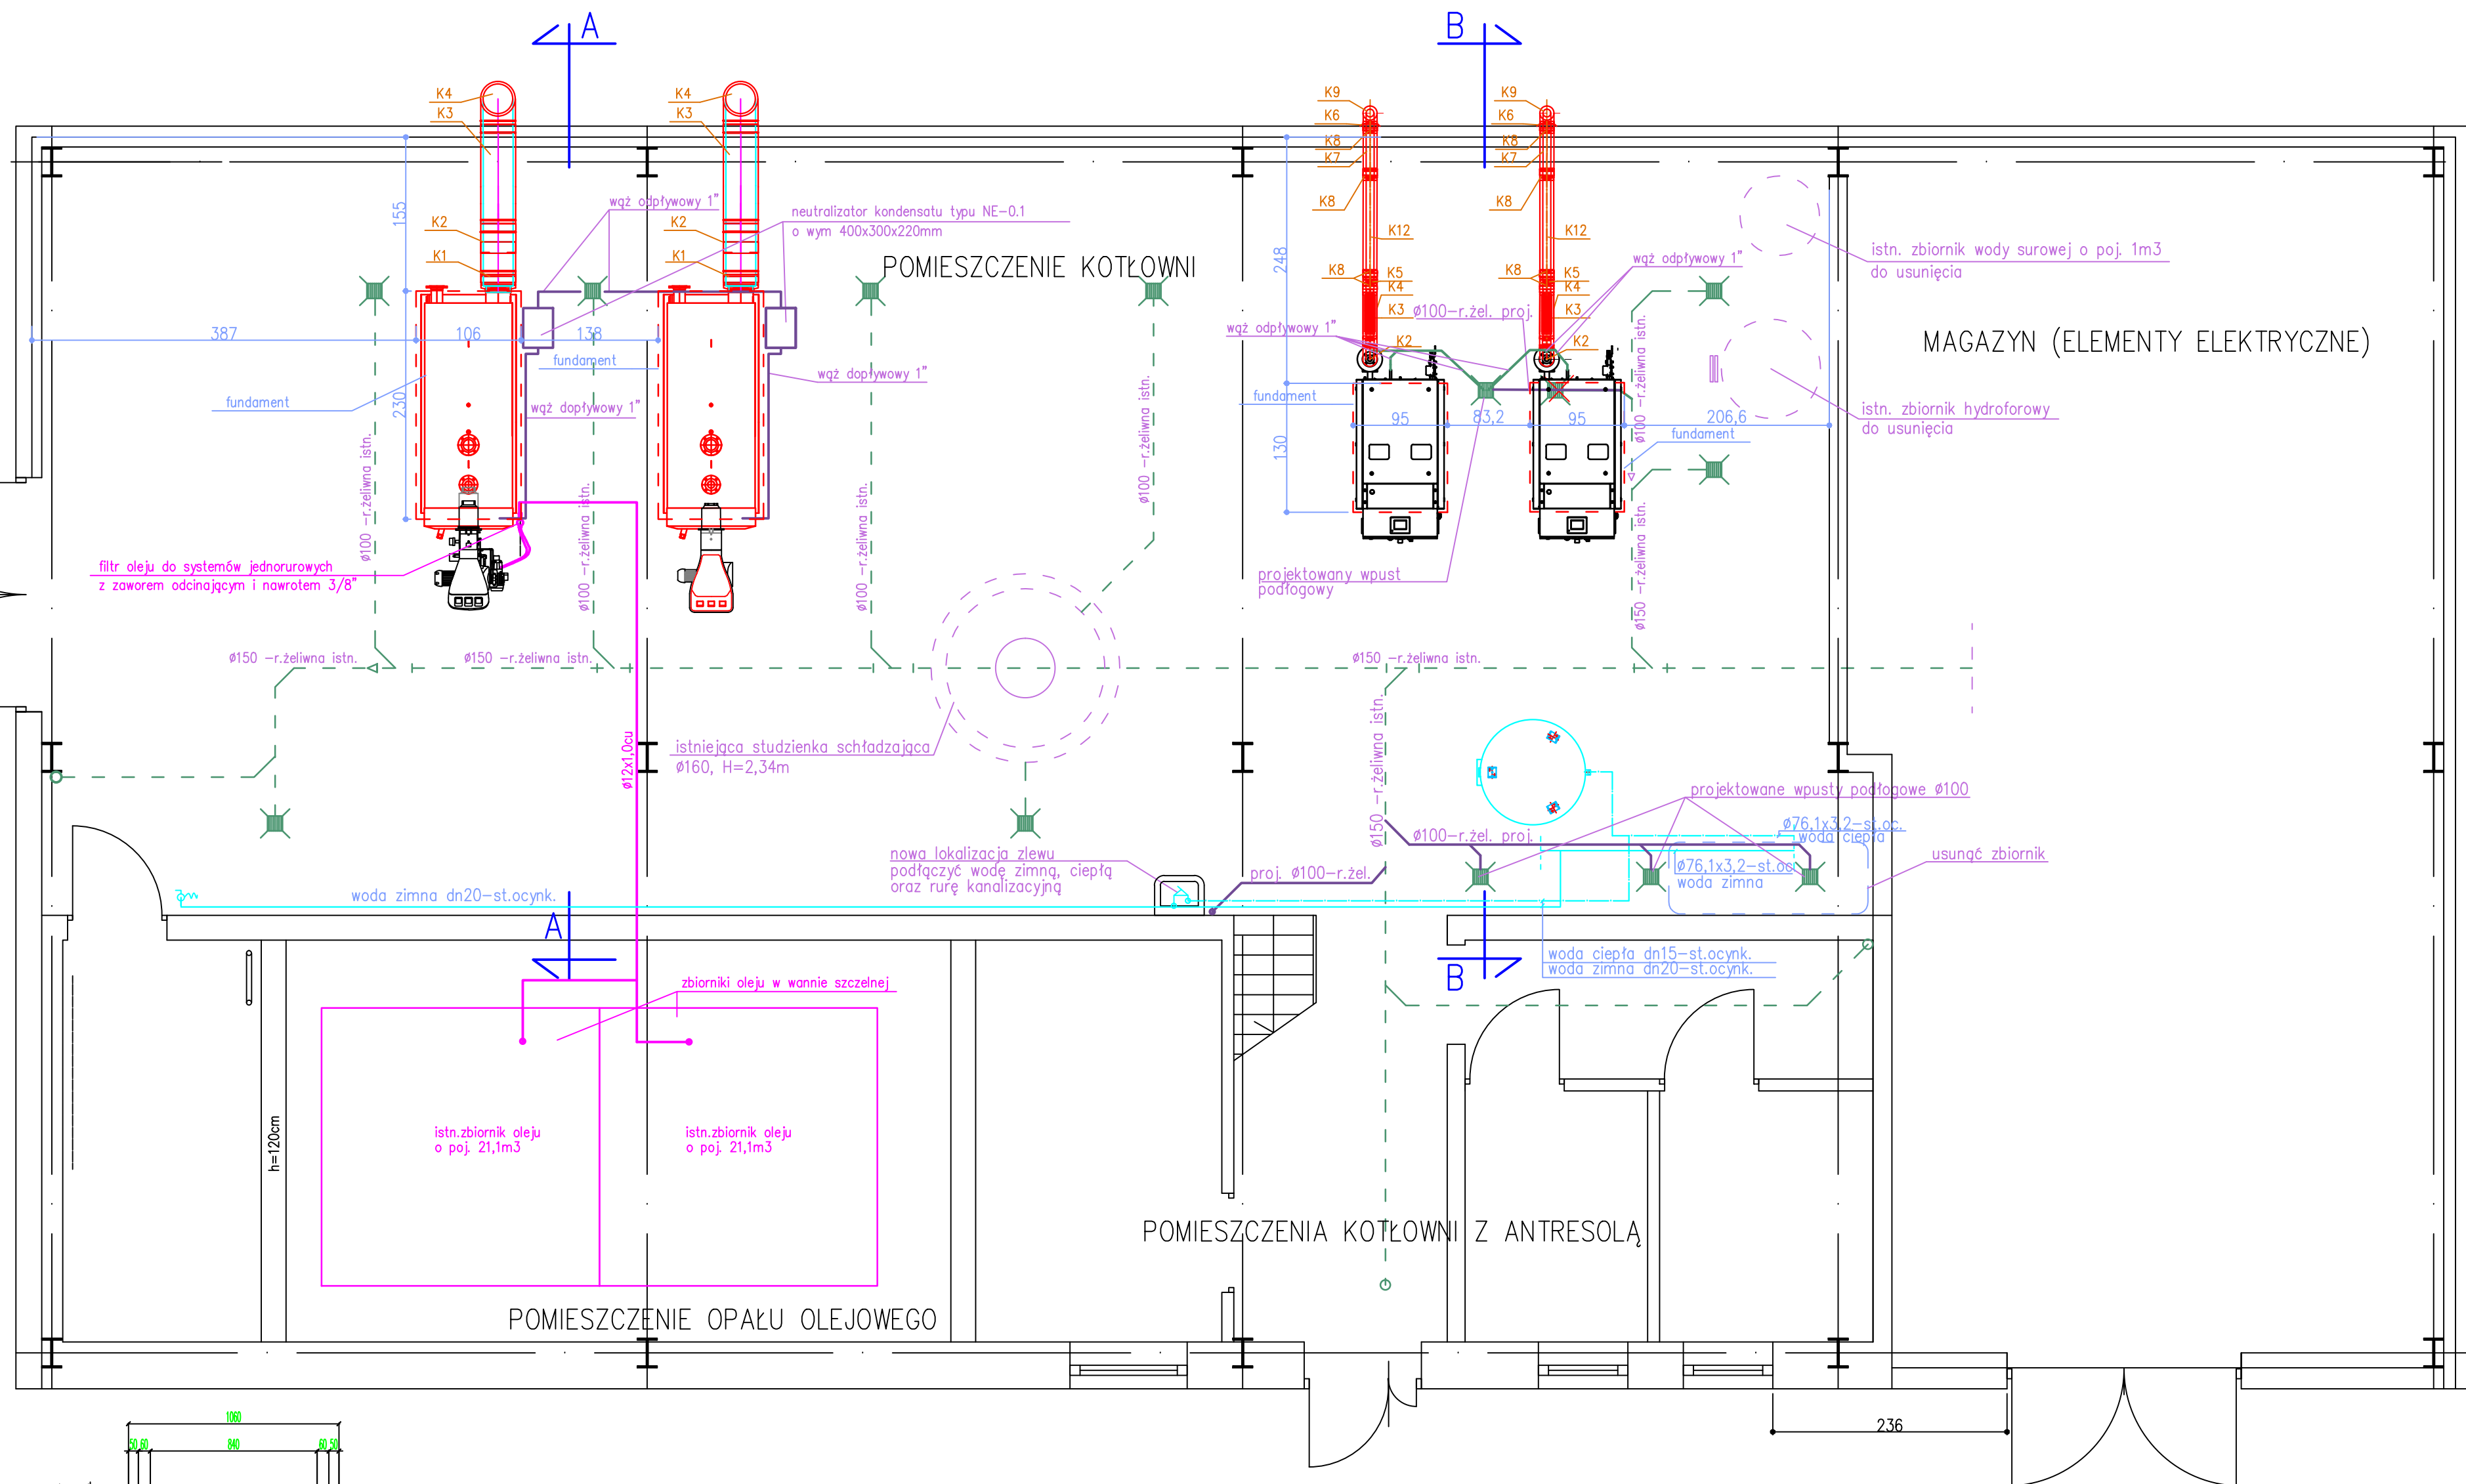 A
B
K4
K3
K4
K3
K9
K6
K8
K7
K8
K9
K6
K8
K7
K8
155
K2
K1
wąż odpływowy 1"
K2
K1
neutralizator kondensatu typu NE-0.1
o wym 400x300x220mm
POMIESZCZENIE KOTŁOWNI
248
K12
K8
K5
K4
K3
K2
K12
K8
K5
K4
K3
K2
wąż odpływowy 1"
istn. zbiornik wody surowej o poj. 1m3
do usunięcia
387
106
138
fundament
wąż odpływowy 1"
Ø100-r.żel. proj.
MAGAZYN (ELEMENTY ELEKTRYCZNE)
fundament
230
wąż dopływowy 1"
wąż dopływowy 1"
fundament
130
95
83,2
95
206,6
fundament
istn. zbiornik hydroforowy
do usunięcia
Ø100 -r.żeliwna istn.
Ø100 -r.żeliwna istn.
Ø100 -r.żeliwna istn.
Ø100 -r.żeliwna istn.
Ø100 -r.żeliwna istn.
Ø150 -r.żeliwna istn.
filtr oleju do systemów jednorurowych
z zaworem odcinającym i nawrotem 3/8"
projektowany wpust
podłogowy
Ø150 -r.żeliwna istn.
Ø150 -r.żeliwna istn.
Ø150 -r.żeliwna istn.
Ø12x1,0cu
istniejąca studzienka schładzająca
Ø160, H=2,34m
Ø150 -r.żeliwna istn.
projektowane wpusty podłogowe Ø100
Ø76,1x3,2-st.oc.
woda ciepła
Ø100-r.żel. proj.
nowa lokalizacja zlewu
podłączyć wodę zimną, ciepłą
oraz rurę kanalizacyjną
proj. Ø100-r.żel.
Ø76,1x3,2-st.oc.
woda zimna
usunąć zbiornik
woda zimna dn20-st.ocynk.
A
B
woda ciepła dn15-st.ocynk.
woda zimna dn20-st.ocynk.
zbiorniki oleju w wannie szczelnej
h=120cm
istn.zbiornik oleju
o poj. 21,1m3
istn.zbiornik oleju
o poj. 21,1m3
POMIESZCZENIA KOTŁOWNI Z ANTRESOLĄ
POMIESZCZENIE OPAŁU OLEJOWEGO
236
1060
50
60
840
60
50